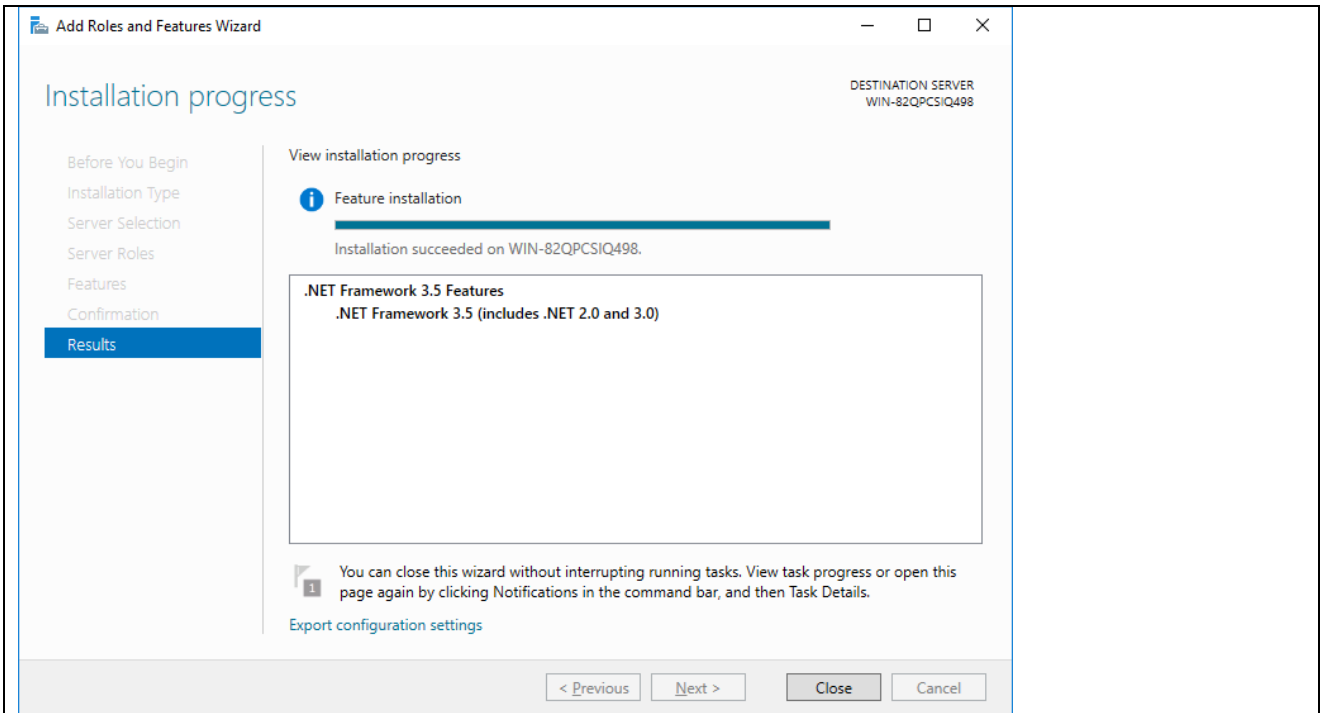 Add Roles and Features Wizard
Installation progress
DESTINATION SERVER
WIN-82QPCSIQ498
Before You Begin
Installation Type
Server Selection
Server Roles
Features
Confirmation
Results
View installation progress
Feature installation
Installation succeeded on WIN-82QPCSIQ498.
.NET Framework 3.5 Features
.NET Framework 3.5 (includes .NET 2.0 and 3.0)
1
You can close this wizard without interrupting running tasks. View task progress or open this
page again by clicking Notifications in the command bar, and then Task Details.
Export configuration settings
< Previous
Next >
Close
Cancel